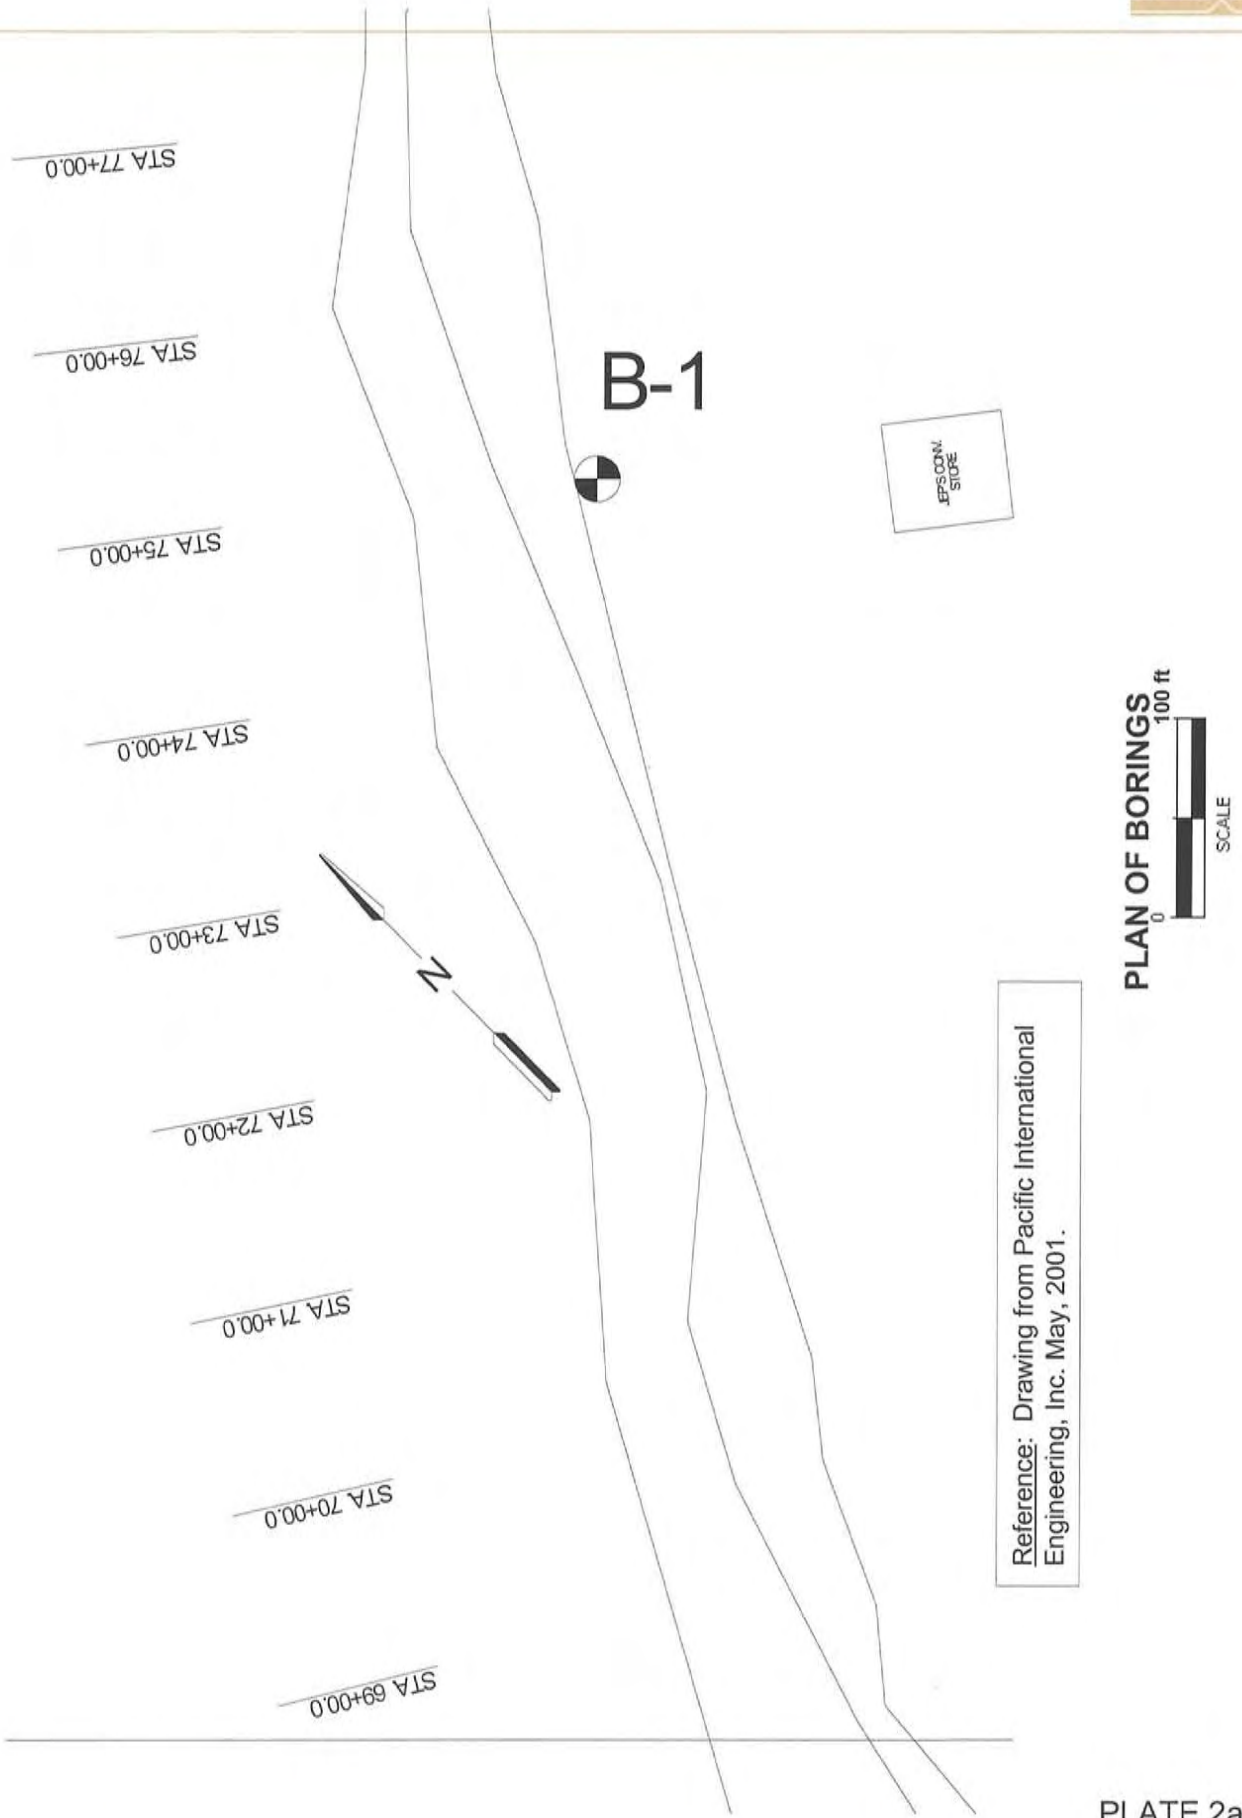 STA 77+00.0
STA 76+00.0
B-1
JEP'S CONV.
STORE
STA 75+00.0
STA 74+00.0
STA 73+00.0
N
STA 72+00.0
STA 71+00.0
STA 70+00.0
STA 69+00.0
PLAN OF BORINGS
0 100 ft
SCALE
Reference: Drawing from Pacific International
Engineering, Inc. May, 2001.
PLATE 2a